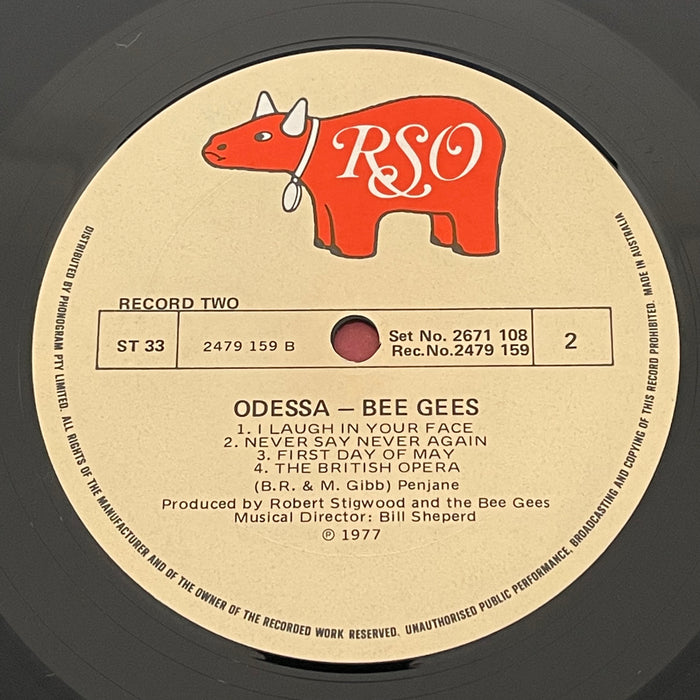 RSO
RECORD TWO
ST 33
2479 159 B
Set No. 2671 108
Rec.No.2479 159
2
ODESSA — BEE GEES
1. I LAUGH IN YOUR FACE
2. NEVER SAY NEVER AGAIN
3. FIRST DAY OF MAY
4. THE BRITISH OPERA
(B.R. & M. Gibb) Penjane
Produced by Robert Stigwood and the Bee Gees
Musical Director: Bill Sheperd
℗ 1977
DISTRIBUTED BY PHONOGRAM PTY LIMITED. ALL RIGHTS OF THE MANUFACTURER AND OF THE OWNER OF THE RECORDED WORK RESERVED. UNAUTHORISED PUBLIC PERFORMANCE, BROADCASTING AND COPYING OF THIS RECORD PROHIBITED. MADE IN AUSTRALIA